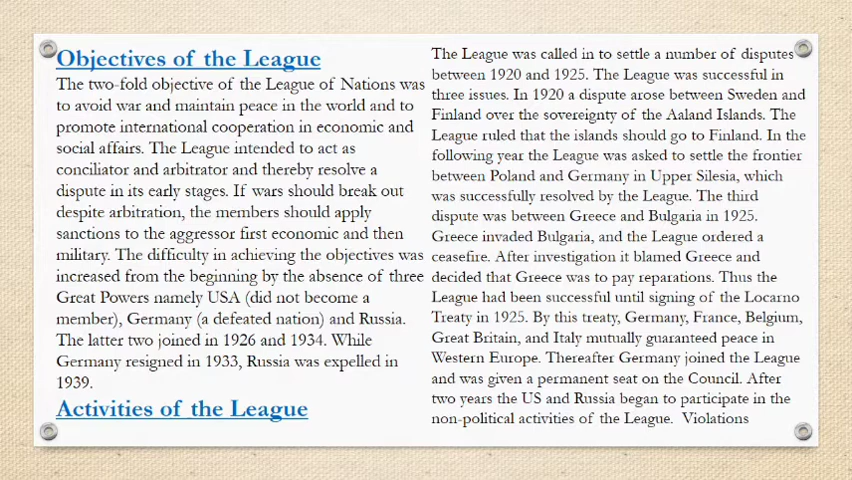 Objectives of the League
The two-fold objective of the League of Nations was
to avoid war and maintain peace in the world and to
promote international cooperation in economic and
social affairs. The League intended to act as
conciliator and arbitrator and thereby resolve a
dispute in its early stages. If wars should break out
despite arbitration, the members should apply
sanctions to the aggressor first economic and then
military. The difficulty in achieving the objectives was
increased from the beginning by the absence of three
Great Powers namely USA (did not become a
member), Germany (a defeated nation) and Russia.
The latter two joined in 1926 and 1934. While
Germany resigned in 1933, Russia was expelled in
1939.
Activities of the League
The League was called in to settle a number of disputes
between 1920 and 1925. The League was successful in
three issues. In 1920 a dispute arose between Sweden and
Finland over the sovereignty of the Aaland Islands. The
League ruled that the islands should go to Finland. In the
following year the League was asked to settle the frontier
between Poland and Germany in Upper Silesia, which
was successfully resolved by the League. The third
dispute was between Greece and Bulgaria in 1925.
Greece invaded Bulgaria, and the League ordered a
ceasefire. After investigation it blamed Greece and
decided that Greece was to pay reparations. Thus the
League had been successful until signing of the Locarno
Treaty in 1925. By this treaty, Germany, France, Belgium,
Great Britain, and Italy mutually guaranteed peace in
Western Europe. Thereafter Germany joined the League
and was given a permanent seat on the Council. After
two years the US and Russia began to participate in the
non-political activities of the League. Violations